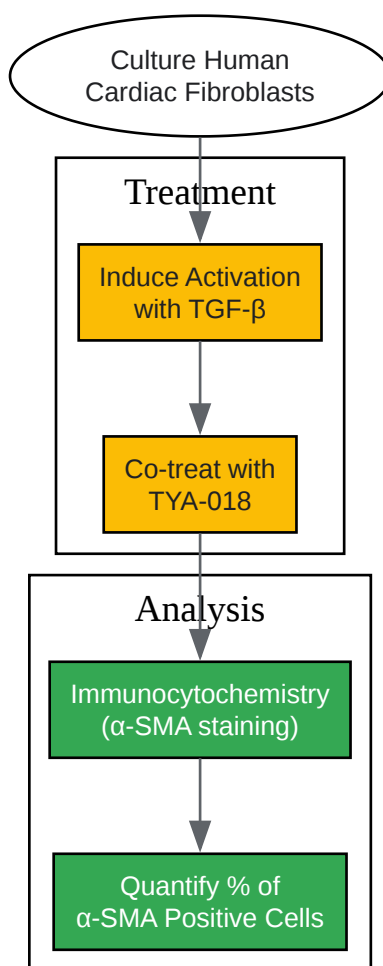 Culture Human
Cardiac Fibroblasts
Treatment
Induce Activation
with TGF-β
Co-treat with
TYA-018
Analysis
Immunocytochemistry
(α-SMA staining)
Quantify % of
α-SMA Positive Cells